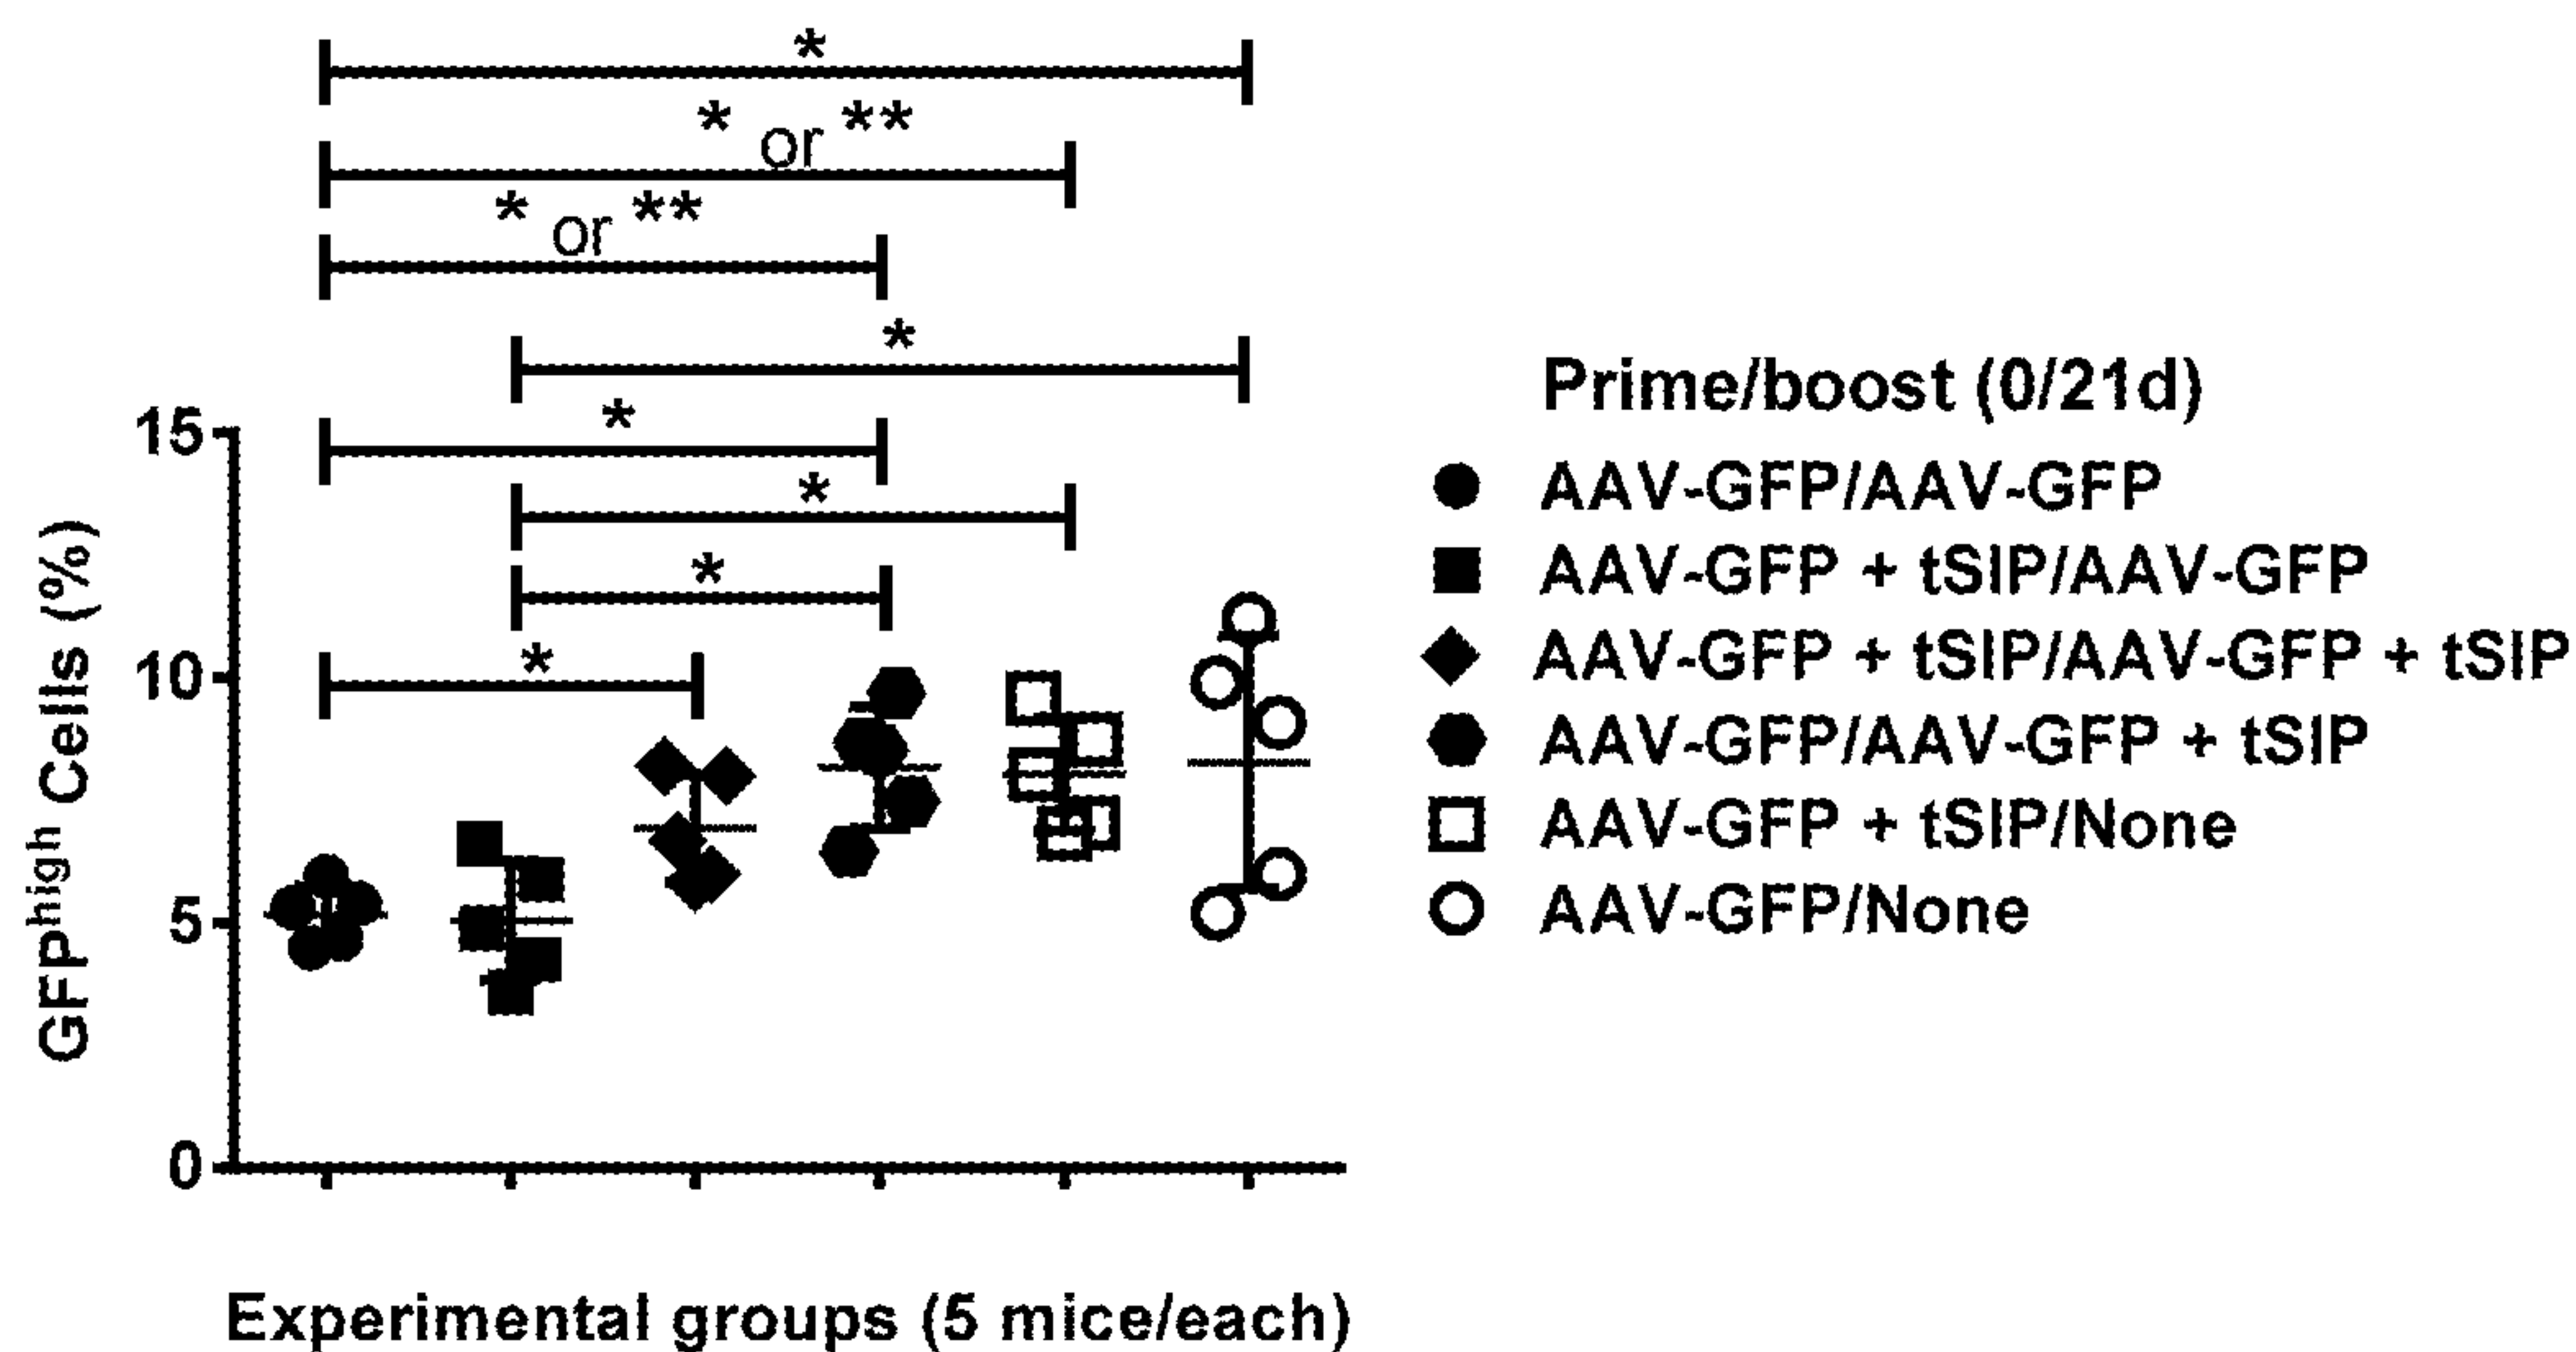 *
* or **
* or **
*
*
*
*
*
15
10
5
0
GFPhigh Cells (%)
Experimental groups (5 mice/each)
Prime/boost (0/21d)
AAV-GFP/AAV-GFP
AAV-GFP + tSIP/AAV-GFP
AAV-GFP + tSIP/AAV-GFP + tSIP
AAV-GFP/AAV-GFP + tSIP
AAV-GFP + tSIP/None
AAV-GFP/None